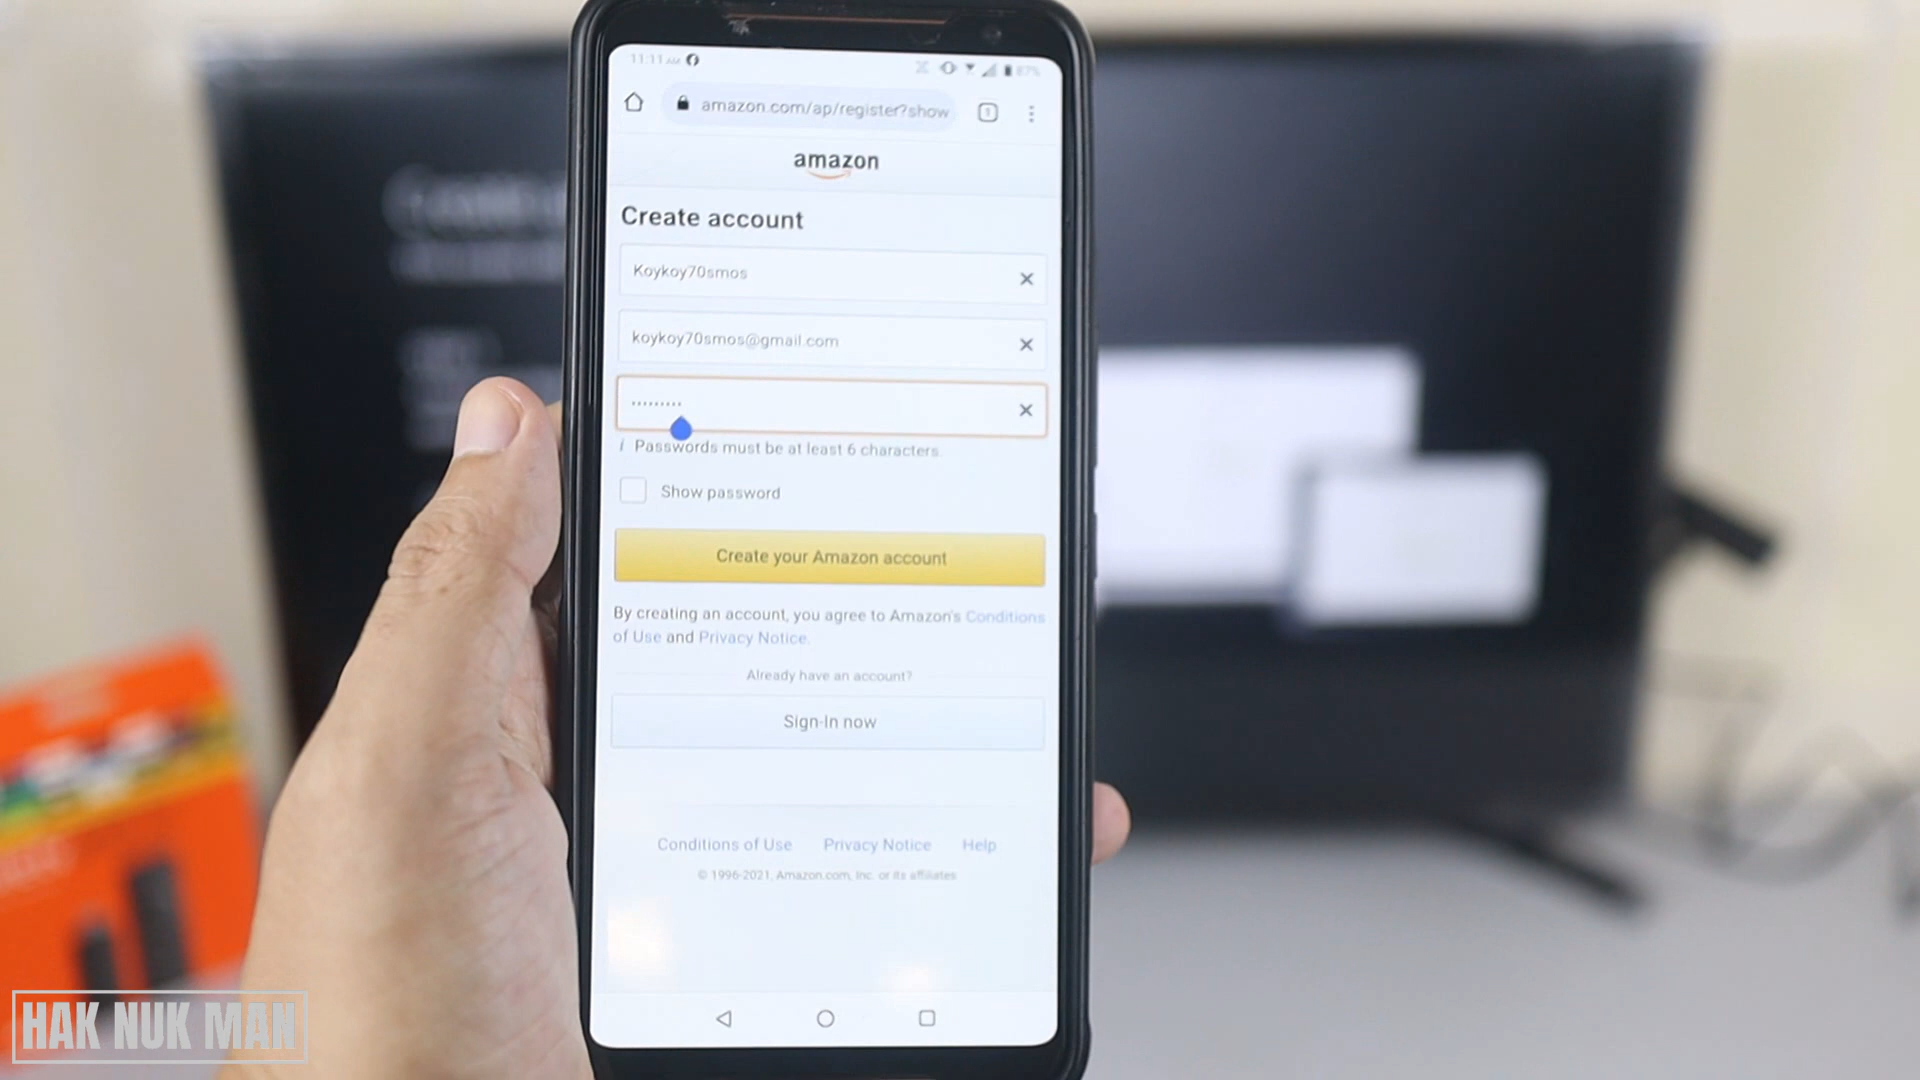 11:11 AM
87%
amazon.com/ap/register?show
1
amazon
Create account
Koykoy70smos
koykoy70smos@gmail.com
•••••••••
i Passwords must be at least 6 characters.
Show password
Create your Amazon account
By creating an account, you agree to Amazon's Conditions
of Use and Privacy Notice.
Already have an account?
Sign-In now
Conditions of Use Privacy Notice Help
© 1996-2021, Amazon.com, Inc. or its affiliates
HAK NUK MAN